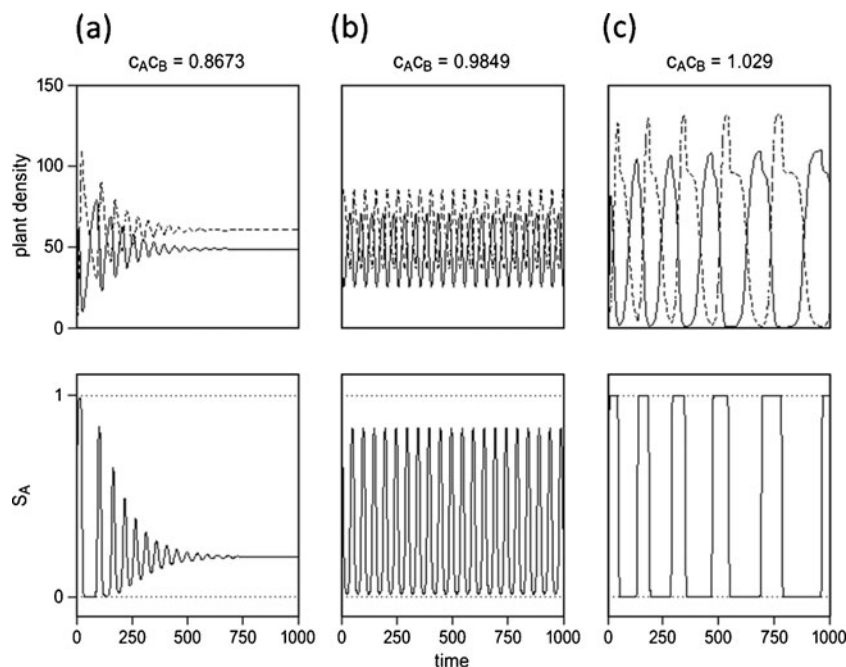 (a) (b) (c)
cAcB = 0.8673 cAcB = 0.9849 cAcB = 1.029
150
100
50
0
plant density
1
0
SA
0 250 500 750 1000 0 250 500 750 1000 0 250 500 750 1000
time